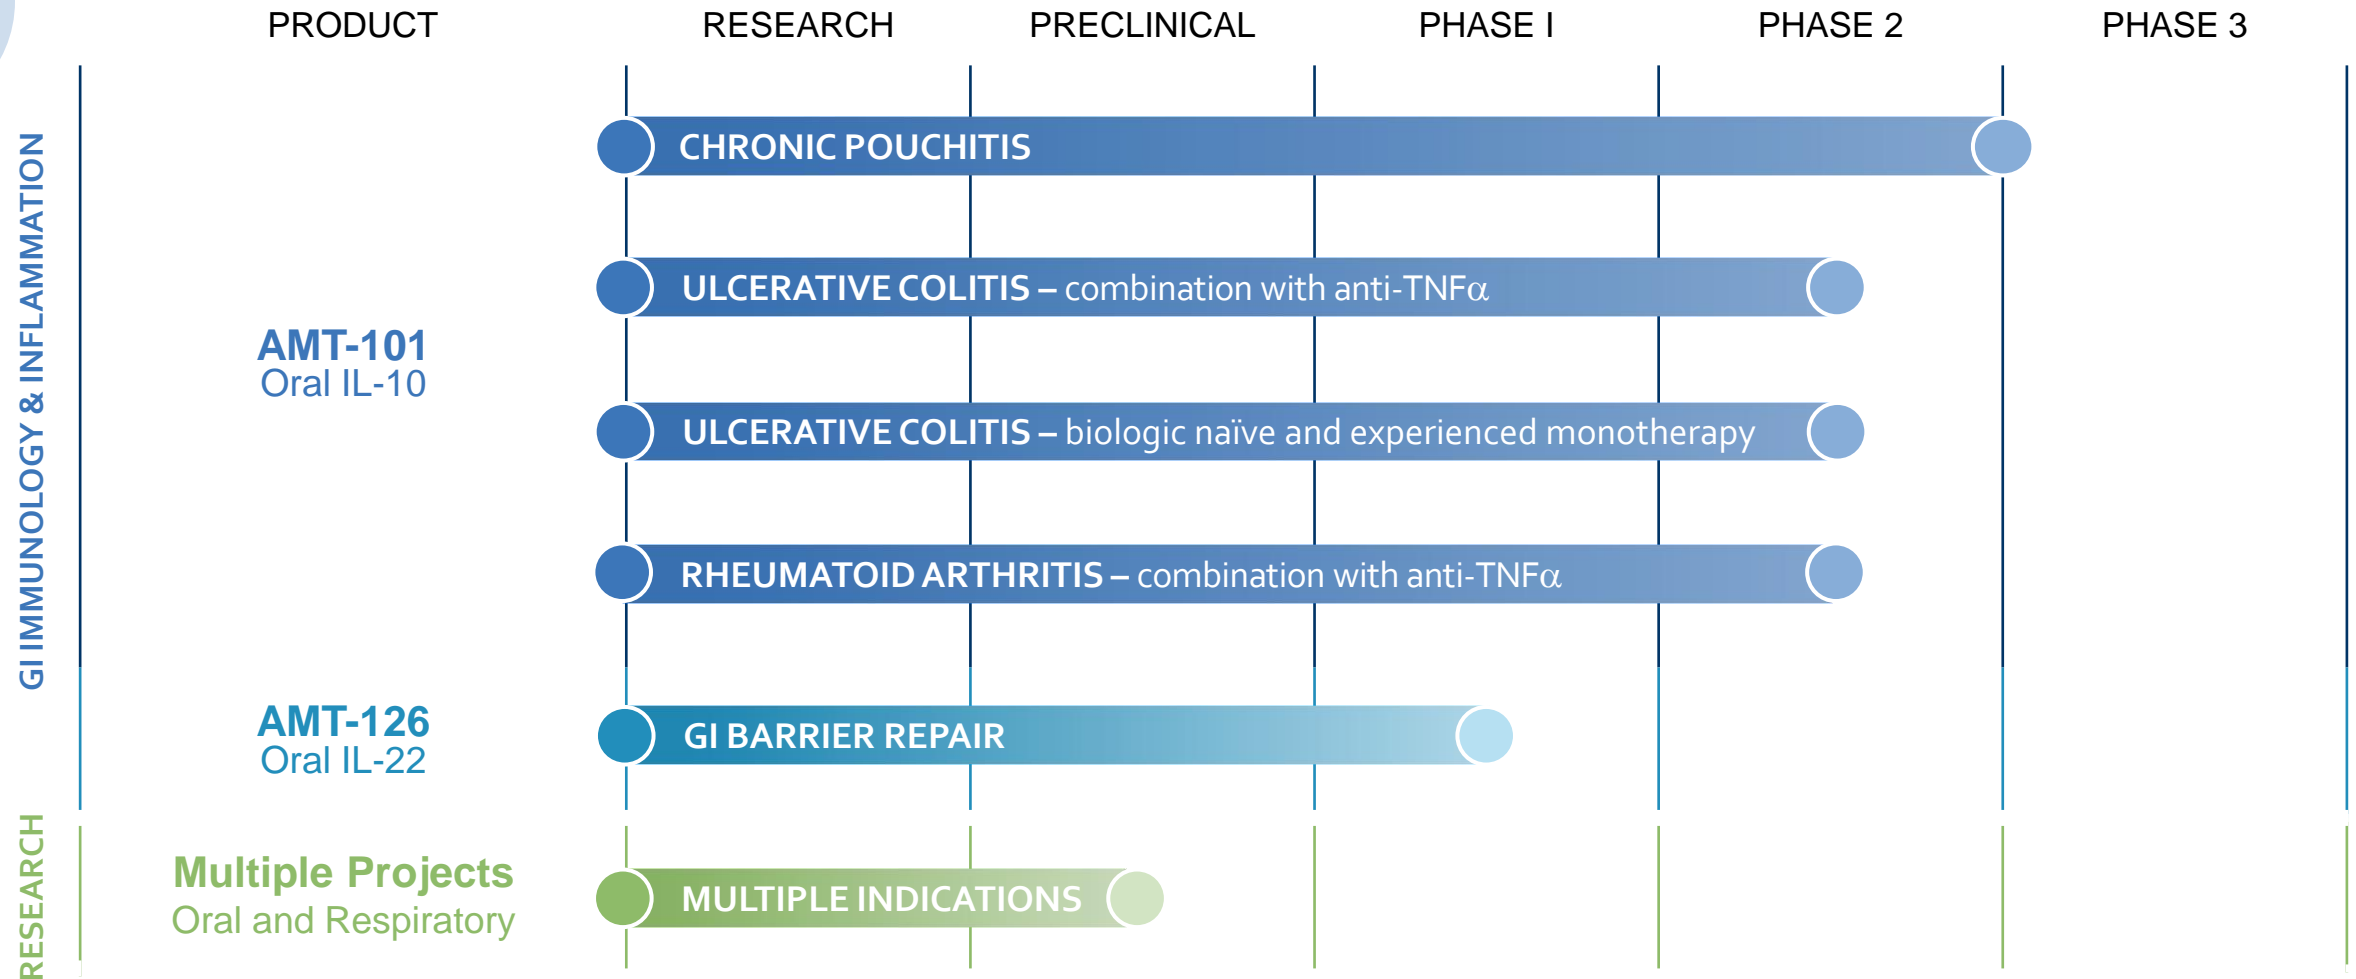 PRODUCT RESEARCH PRECLINICAL PHASE I PHASE 2 PHASE 3
GI IMMUNOLOGY & INFLAMMATION
AMT-101
Oral IL-10
CHRONIC POUCHITIS
ULCERATIVE COLITIS – combination with anti-TNFα
ULCERATIVE COLITIS – biologic naïve and experienced monotherapy
RHEUMATOID ARTHRITIS – combination with anti-TNFα
AMT-126
Oral IL-22
GI BARRIER REPAIR
RESEARCH
Multiple Projects
Oral and Respiratory
MULTIPLE INDICATIONS